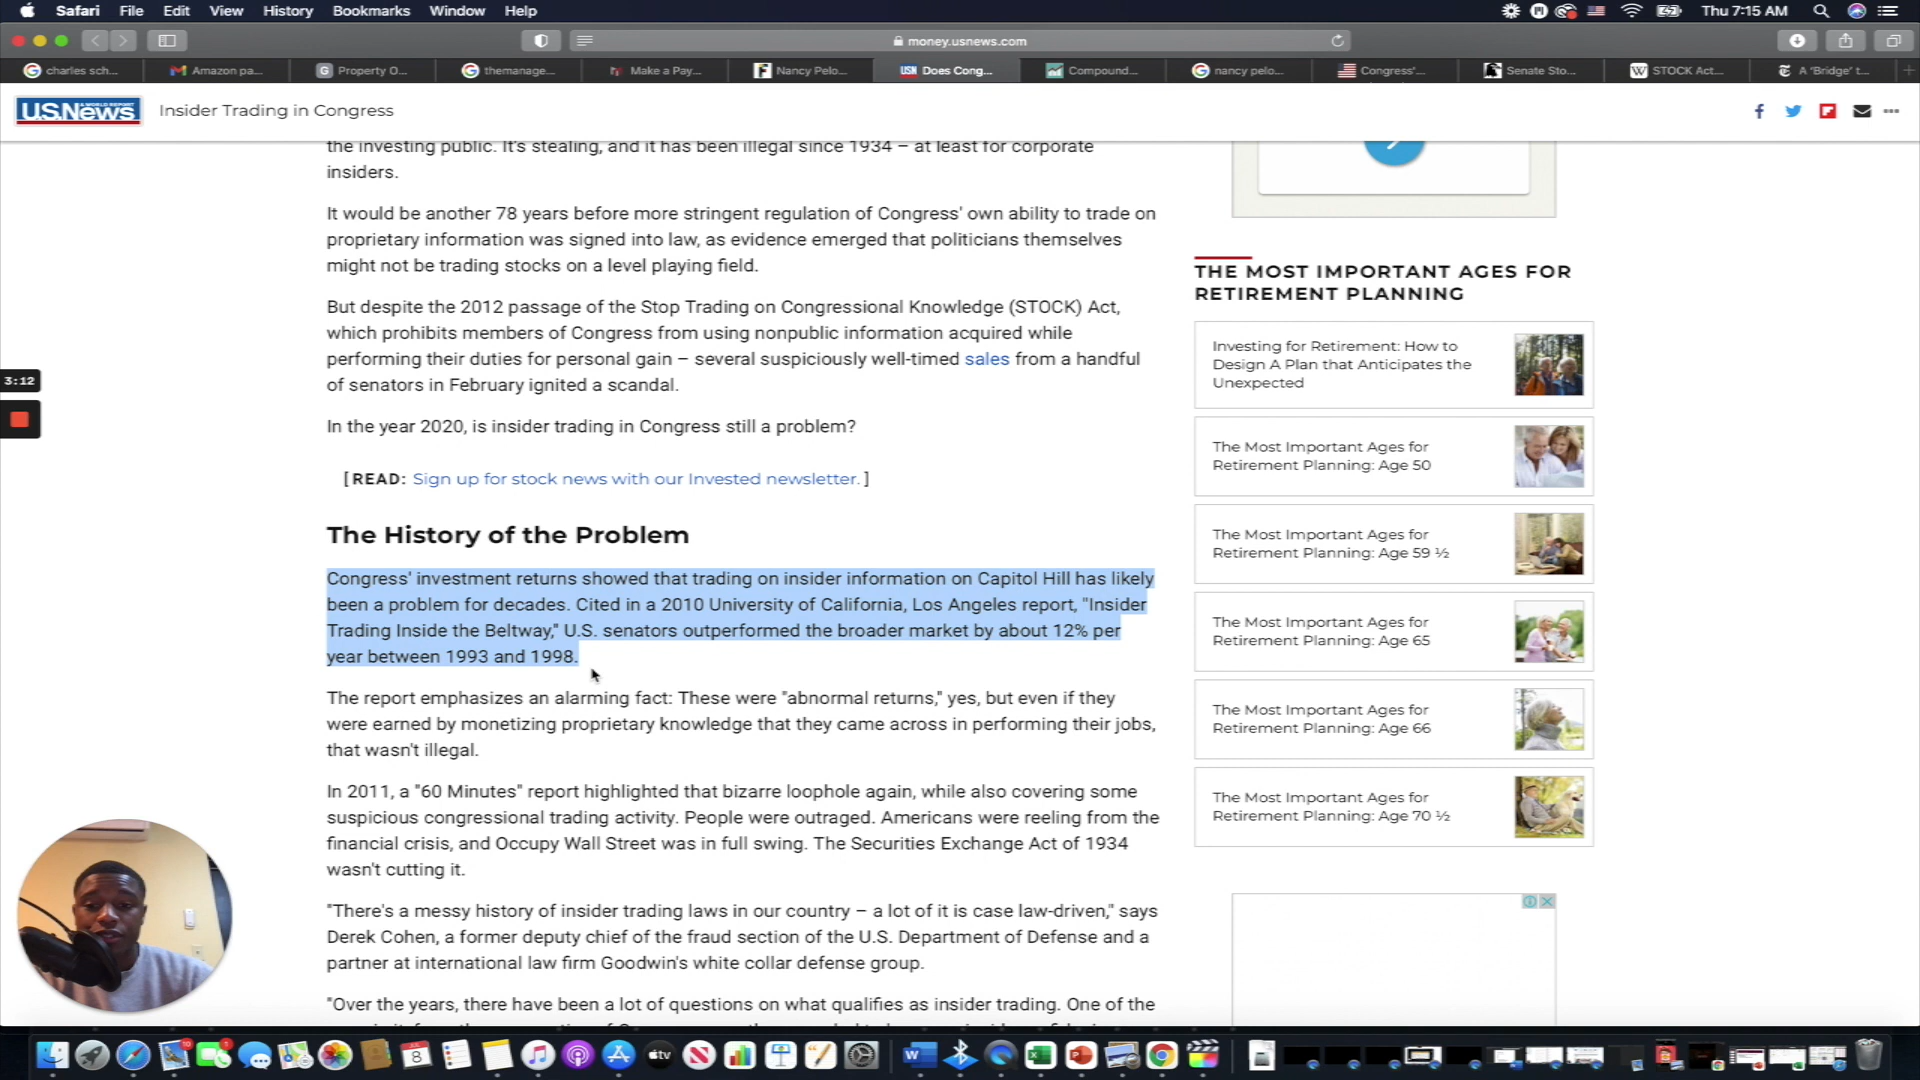 Safari File Edit View History Bookmarks Window Help Thu 7:15 AM
money.usnews.com
charles sch... Amazon pa... Property O... themanage... Make a Pay... Nancy Pelo... Does Cong... Compound... nancy pelo... Congress'... Senate Sto... STOCK Act... A 'Bridge' t...
U.S.News Insider Trading in Congress
the investing public. It's stealing, and it has been illegal since 1934 – at least for corporate
insiders.
It would be another 78 years before more stringent regulation of Congress' own ability to trade on
proprietary information was signed into law, as evidence emerged that politicians themselves
might not be trading stocks on a level playing field.
But despite the 2012 passage of the Stop Trading on Congressional Knowledge (STOCK) Act,
which prohibits members of Congress from using nonpublic information acquired while
performing their duties for personal gain – several suspiciously well-timed sales from a handful
of senators in February ignited a scandal.
In the year 2020, is insider trading in Congress still a problem?
[ READ: Sign up for stock news with our Invested newsletter. ]
The History of the Problem
Congress' investment returns showed that trading on insider information on Capitol Hill has likely
been a problem for decades. Cited in a 2010 University of California, Los Angeles report, "Insider
Trading Inside the Beltway," U.S. senators outperformed the broader market by about 12% per
year between 1993 and 1998.
The report emphasizes an alarming fact: These were "abnormal returns," yes, but even if they
were earned by monetizing proprietary knowledge that they came across in performing their jobs,
that wasn't illegal.
In 2011, a "60 Minutes" report highlighted that bizarre loophole again, while also covering some
suspicious congressional trading activity. People were outraged. Americans were reeling from the
financial crisis, and Occupy Wall Street was in full swing. The Securities Exchange Act of 1934
wasn't cutting it.
"There's a messy history of insider trading laws in our country – a lot of it is case law-driven," says
Derek Cohen, a former deputy chief of the fraud section of the U.S. Department of Defense and a
partner at international law firm Goodwin's white collar defense group.
"Over the years, there have been a lot of questions on what qualifies as insider trading. One of the
THE MOST IMPORTANT AGES FOR
RETIREMENT PLANNING
Investing for Retirement: How to
Design A Plan that Anticipates the
Unexpected
The Most Important Ages for
Retirement Planning: Age 50
The Most Important Ages for
Retirement Planning: Age 59 ½
The Most Important Ages for
Retirement Planning: Age 65
The Most Important Ages for
Retirement Planning: Age 66
The Most Important Ages for
Retirement Planning: Age 70 ½
3:12